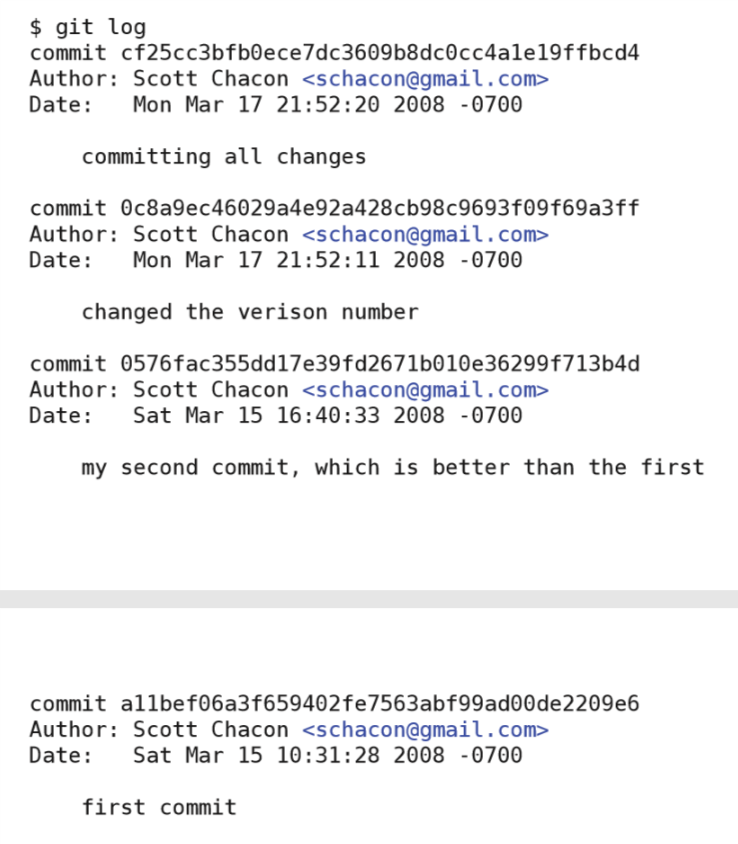 $ git log
commit cf25cc3bfb0ece7dc3609b8dc0cc4a1e19ffbcd4
Author: Scott Chacon <schacon@gmail.com>
Date:   Mon Mar 17 21:52:20 2008 -0700
committing all changes
commit 0c8a9ec46029a4e92a428cb98c9693f09f69a3ff
Author: Scott Chacon <schacon@gmail.com>
Date:   Mon Mar 17 21:52:11 2008 -0700
changed the verison number
commit 0576fac355dd17e39fd2671b010e36299f713b4d
Author: Scott Chacon <schacon@gmail.com>
Date:   Sat Mar 15 16:40:33 2008 -0700
my second commit, which is better than the first
commit a11bef06a3f659402fe7563abf99ad00de2209e6
Author: Scott Chacon <schacon@gmail.com>
Date:   Sat Mar 15 10:31:28 2008 -0700
first commit